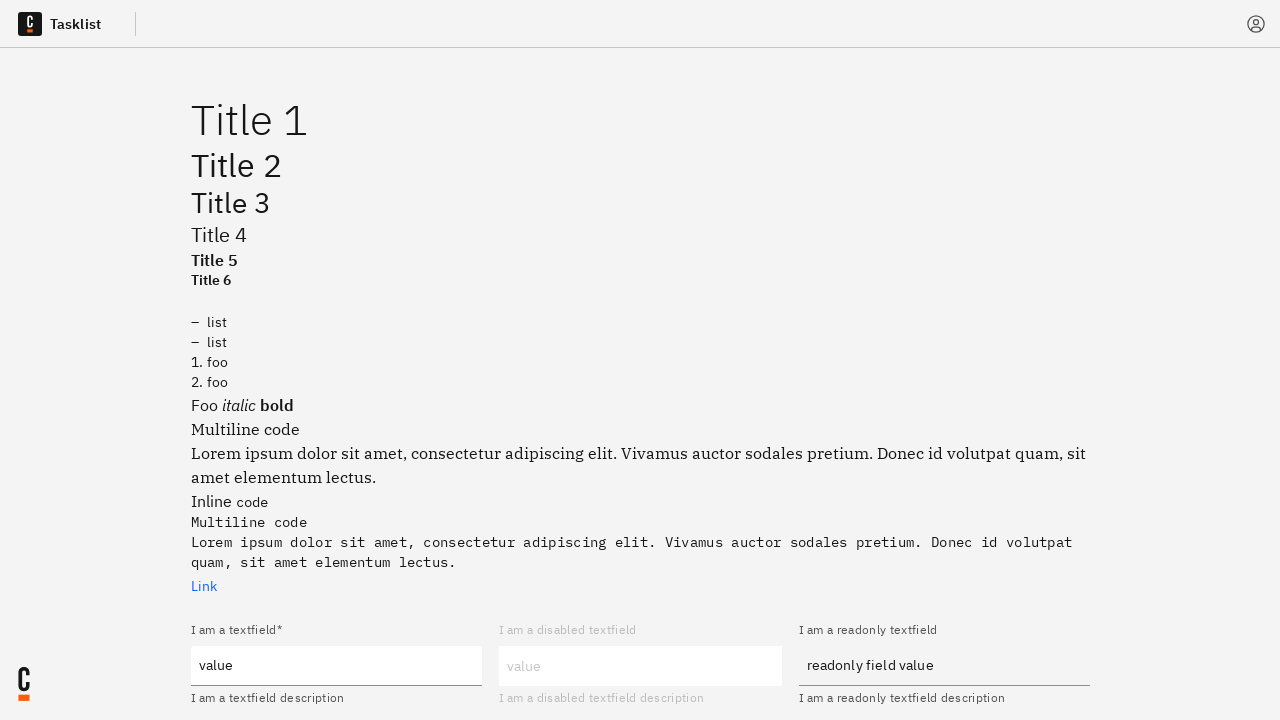 Tasklist
Title 1
Title 2
Title 3
Title 4
Title 5
Title 6
– list
– list
1. foo
2. foo
Foo italic bold
Multiline code
Lorem ipsum dolor sit amet, consectetur adipiscing elit. Vivamus auctor sodales pretium. Donec id volutpat quam, sit
amet elementum lectus.
Inline code
Multiline code
Lorem ipsum dolor sit amet, consectetur adipiscing elit. Vivamus auctor sodales pretium. Donec id volutpat
quam, sit amet elementum lectus.
Link
I am a textfield* I am a disabled textfield I am a readonly textfield
value value readonly field value
I am a textfield description I am a disabled textfield description I am a readonly textfield description